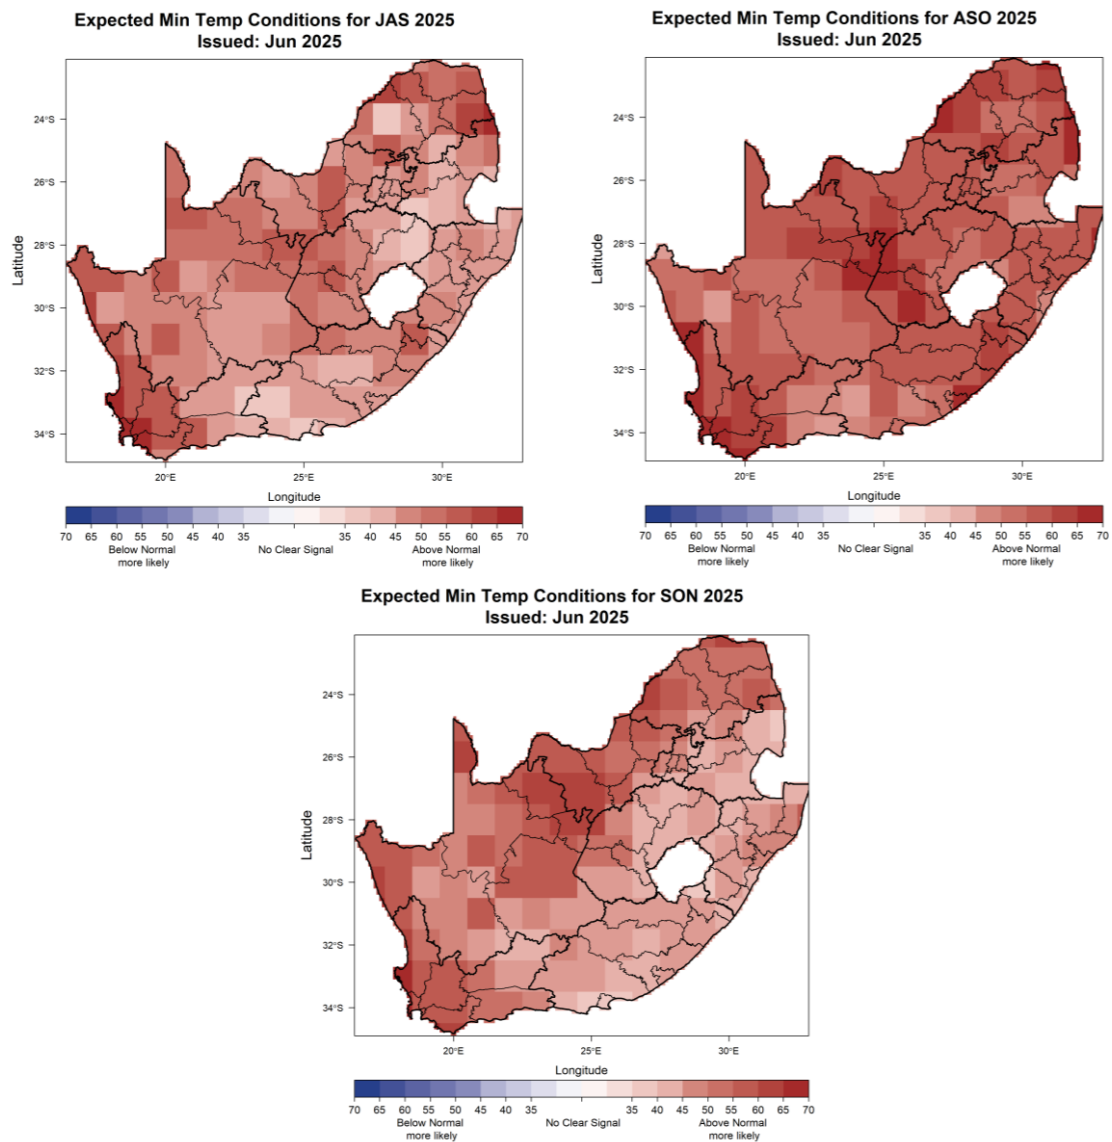 Expected Min Temp Conditions for JAS 2025
Issued: Jun 2025
Latitude
24°S
26°S
28°S
30°S
32°S
34°S
20°E 25°E 30°E
Longitude
70 65 60 55 50 45 40 35 35 40 45 50 55 60 65 70
Below Normal No Clear Signal Above Normal
more likely more likely
Expected Min Temp Conditions for ASO 2025
Issued: Jun 2025
Latitude
24°S
26°S
28°S
30°S
32°S
34°S
20°E 25°E 30°E
Longitude
70 65 60 55 50 45 40 35 35 40 45 50 55 60 65 70
Below Normal No Clear Signal Above Normal
more likely more likely
Expected Min Temp Conditions for SON 2025
Issued: Jun 2025
Latitude
24°S
26°S
28°S
30°S
32°S
34°S
20°E 25°E 30°E
Longitude
70 65 60 55 50 45 40 35 35 40 45 50 55 60 65 70
Below Normal No Clear Signal Above Normal
more likely more likely